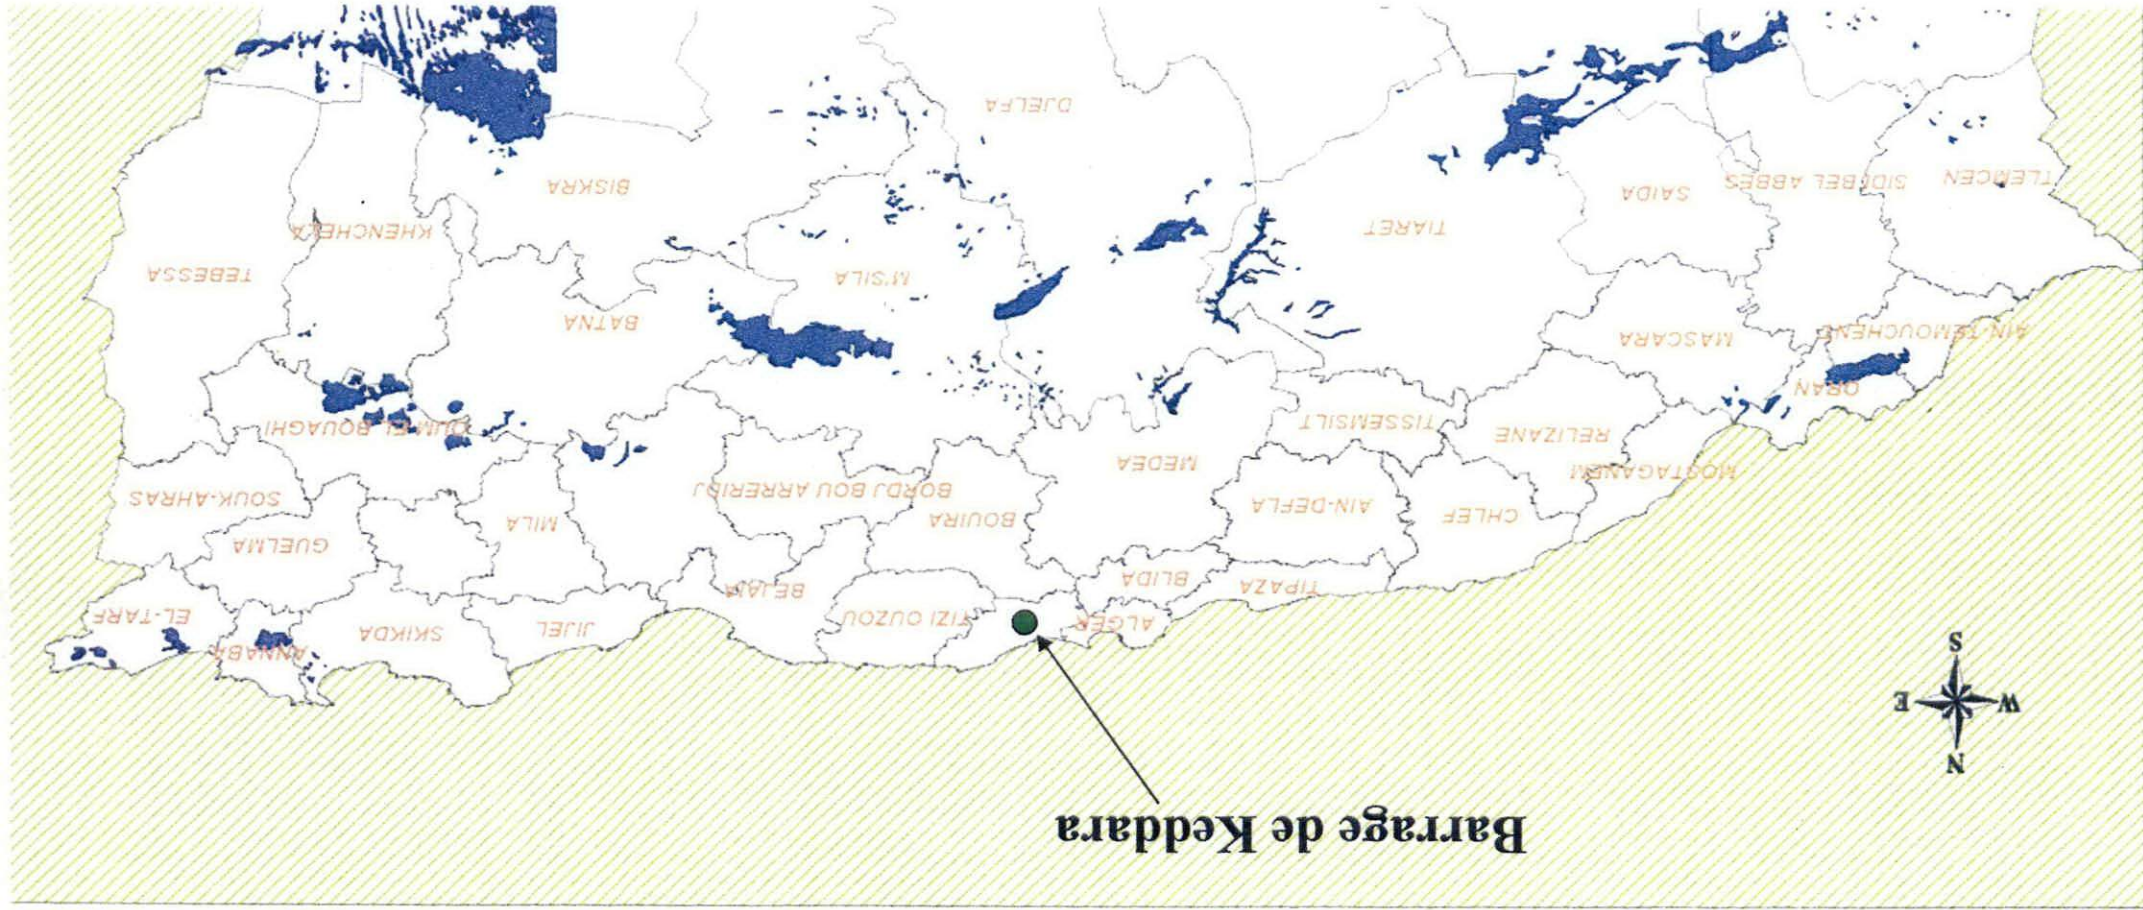 Barrage de Keddara
N
W
E
S
ALGER
TIZI OUZOU
BEJAIA
JIJEL
SKIKDA
ANNABA
EL-TARF
TIPAZA
BLIDA
GUELMA
MOSTAGANEM
CHLEF
AIN-DEFLA
MEDEA
BOUIRA
BORDJ BOU ARRERIDJ
MILA
SOUK-AHRAS
ORAN
RELIZANE
TISSEMSILT
OUM EL BOUAGHI
AIN-TEMOUCHENE
MASCARA
BATNA
TIARET
M'SILA
KHENCHELA
TEBESSA
TLEMCEN
SIDI BEL ABBES
SAIDA
BISKRA
DJELFA